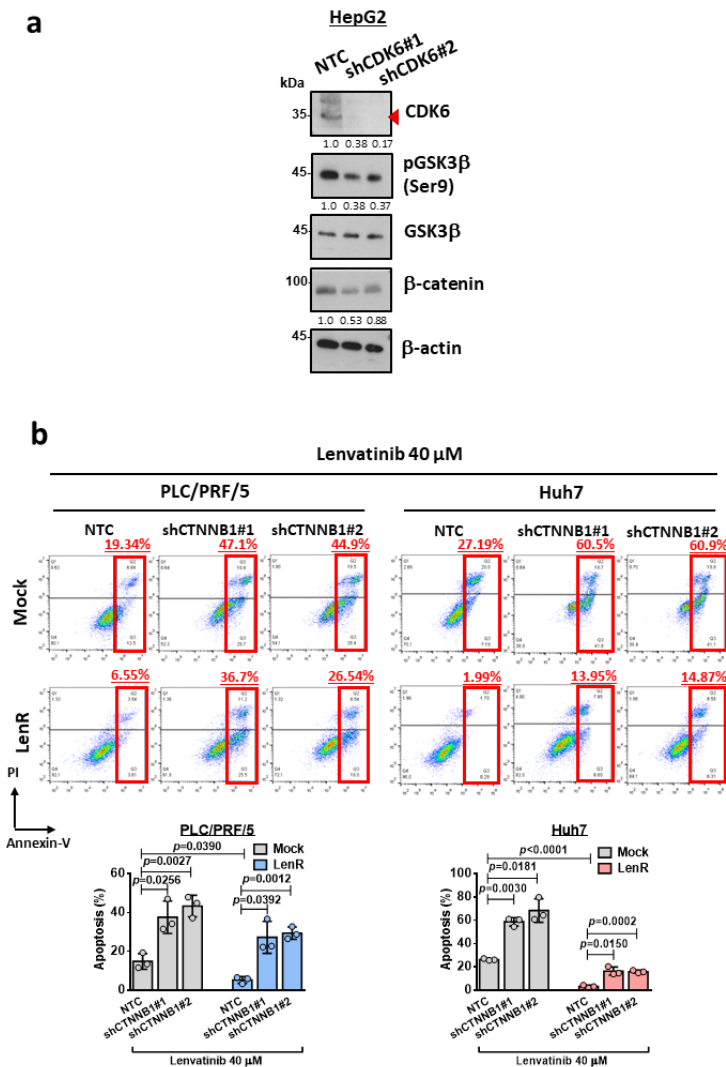 a
HepG2
NTC
shCDK6#1
shCDK6#2
kDa
35
CDK6
1.0 0.38 0.17
45
pGSK3β
(Ser9)
1.0 0.38 0.37
45
GSK3β
100
β-catenin
1.0 0.53 0.88
45
β-actin
b
Lenvatinib 40 μM
PLC/PRF/5 Huh7
NTC shCTNNB1#1 shCTNNB1#2 NTC shCTNNB1#1 shCTNNB1#2
19.34% 47.1% 44.9% 27.19% 60.5% 60.9%
Mock
6.55% 36.7% 26.54% 1.99% 13.95% 14.87%
LenR
PI
Annexin-V
PLC/PRF/5
p=0.0390
Mock
LenR
p=0.0027
p=0.0256
p=0.0012
p=0.0392
Apoptosis (%)
60
40
20
0
NTC
shCTNNB1#1
shCTNNB1#2
NTC
shCTNNB1#1
shCTNNB1#2
Lenvatinib 40 μM
Huh7
p<0.0001
Mock
LenR
p=0.0181
p=0.0030
p=0.0002
p=0.0150
Apoptosis (%)
100
80
60
40
20
0
NTC
shCTNNB1#1
shCTNNB1#2
NTC
shCTNNB1#1
shCTNNB1#2
Lenvatinib 40 μM